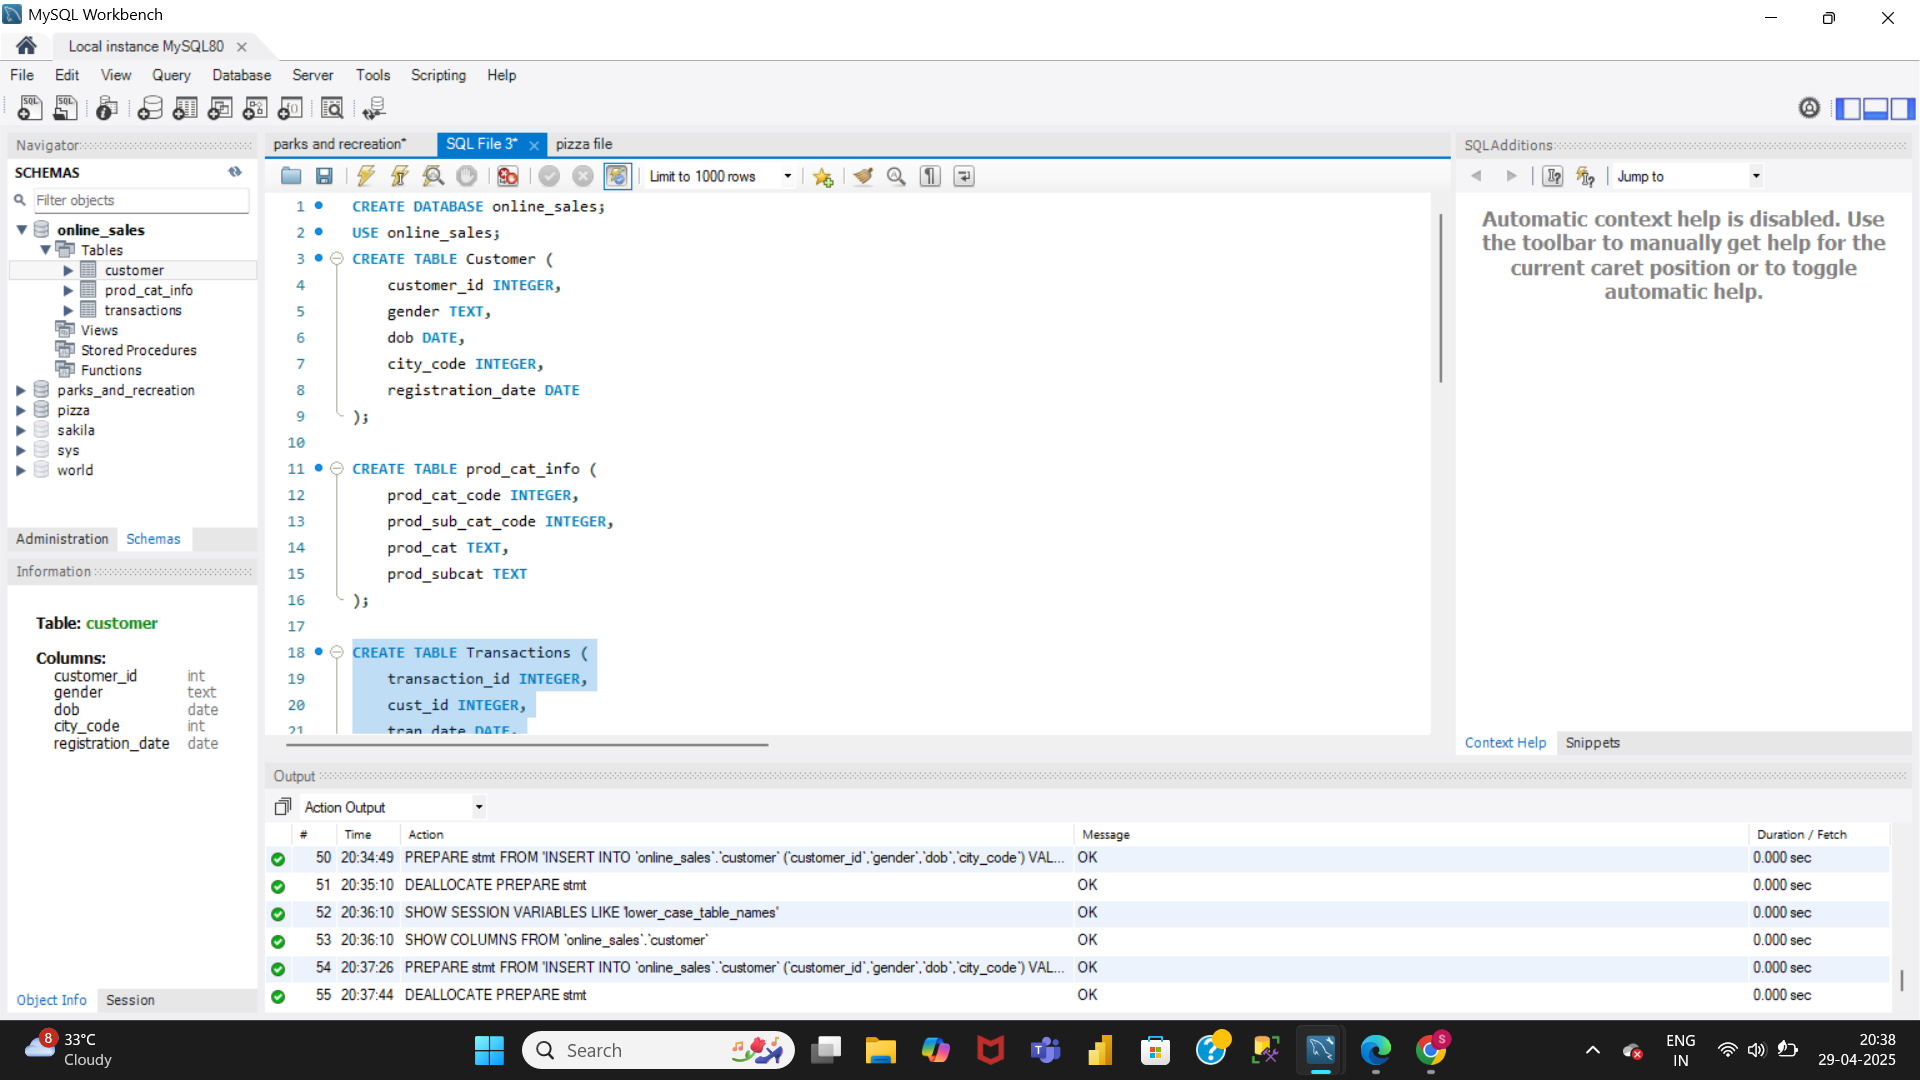 MySQL Workbench
Local instance MySQL80
File Edit View Query Database Server Tools Scripting Help
Navigator
SCHEMAS
Filter objects
online_sales
Tables
customer
prod_cat_info
transactions
Views
Stored Procedures
Functions
parks_and_recreation
pizza
sakila
sys
world
Administration Schemas
Information
Table: customer
Columns:
customer_id int
gender text
dob date
city_code int
registration_date date
Object Info Session
parks and recreation* SQL File 3* pizza file
Limit to 1000 rows
1 CREATE DATABASE online_sales;
2 USE online_sales;
3 CREATE TABLE Customer (
4 customer_id INTEGER,
5 gender TEXT,
6 dob DATE,
7 city_code INTEGER,
8 registration_date DATE
9 );
10
11 CREATE TABLE prod_cat_info (
12 prod_cat_code INTEGER,
13 prod_sub_cat_code INTEGER,
14 prod_cat TEXT,
15 prod_subcat TEXT
16 );
17
18 CREATE TABLE Transactions (
19 transaction_id INTEGER,
20 cust_id INTEGER,
21 tran_date DATE,
SQLAdditions
Jump to
Automatic context help is disabled. Use
the toolbar to manually get help for the
current caret position or to toggle
automatic help.
Context Help Snippets
Output
Action Output
# Time Action Message Duration / Fetch
50 20:34:49 PREPARE stmt FROM 'INSERT INTO `online_sales`.`customer` (`customer_id`,`gender`,`dob`,`city_code`) VAL... OK 0.000 sec
51 20:35:10 DEALLOCATE PREPARE stmt OK 0.000 sec
52 20:36:10 SHOW SESSION VARIABLES LIKE 'lower_case_table_names' OK 0.000 sec
53 20:36:10 SHOW COLUMNS FROM `online_sales`.`customer` OK 0.000 sec
54 20:37:26 PREPARE stmt FROM 'INSERT INTO `online_sales`.`customer` (`customer_id`,`gender`,`dob`,`city_code`) VAL... OK 0.000 sec
55 20:37:44 DEALLOCATE PREPARE stmt OK 0.000 sec
8
33°C
Cloudy
Search
ENG
IN
20:38
29-04-2025